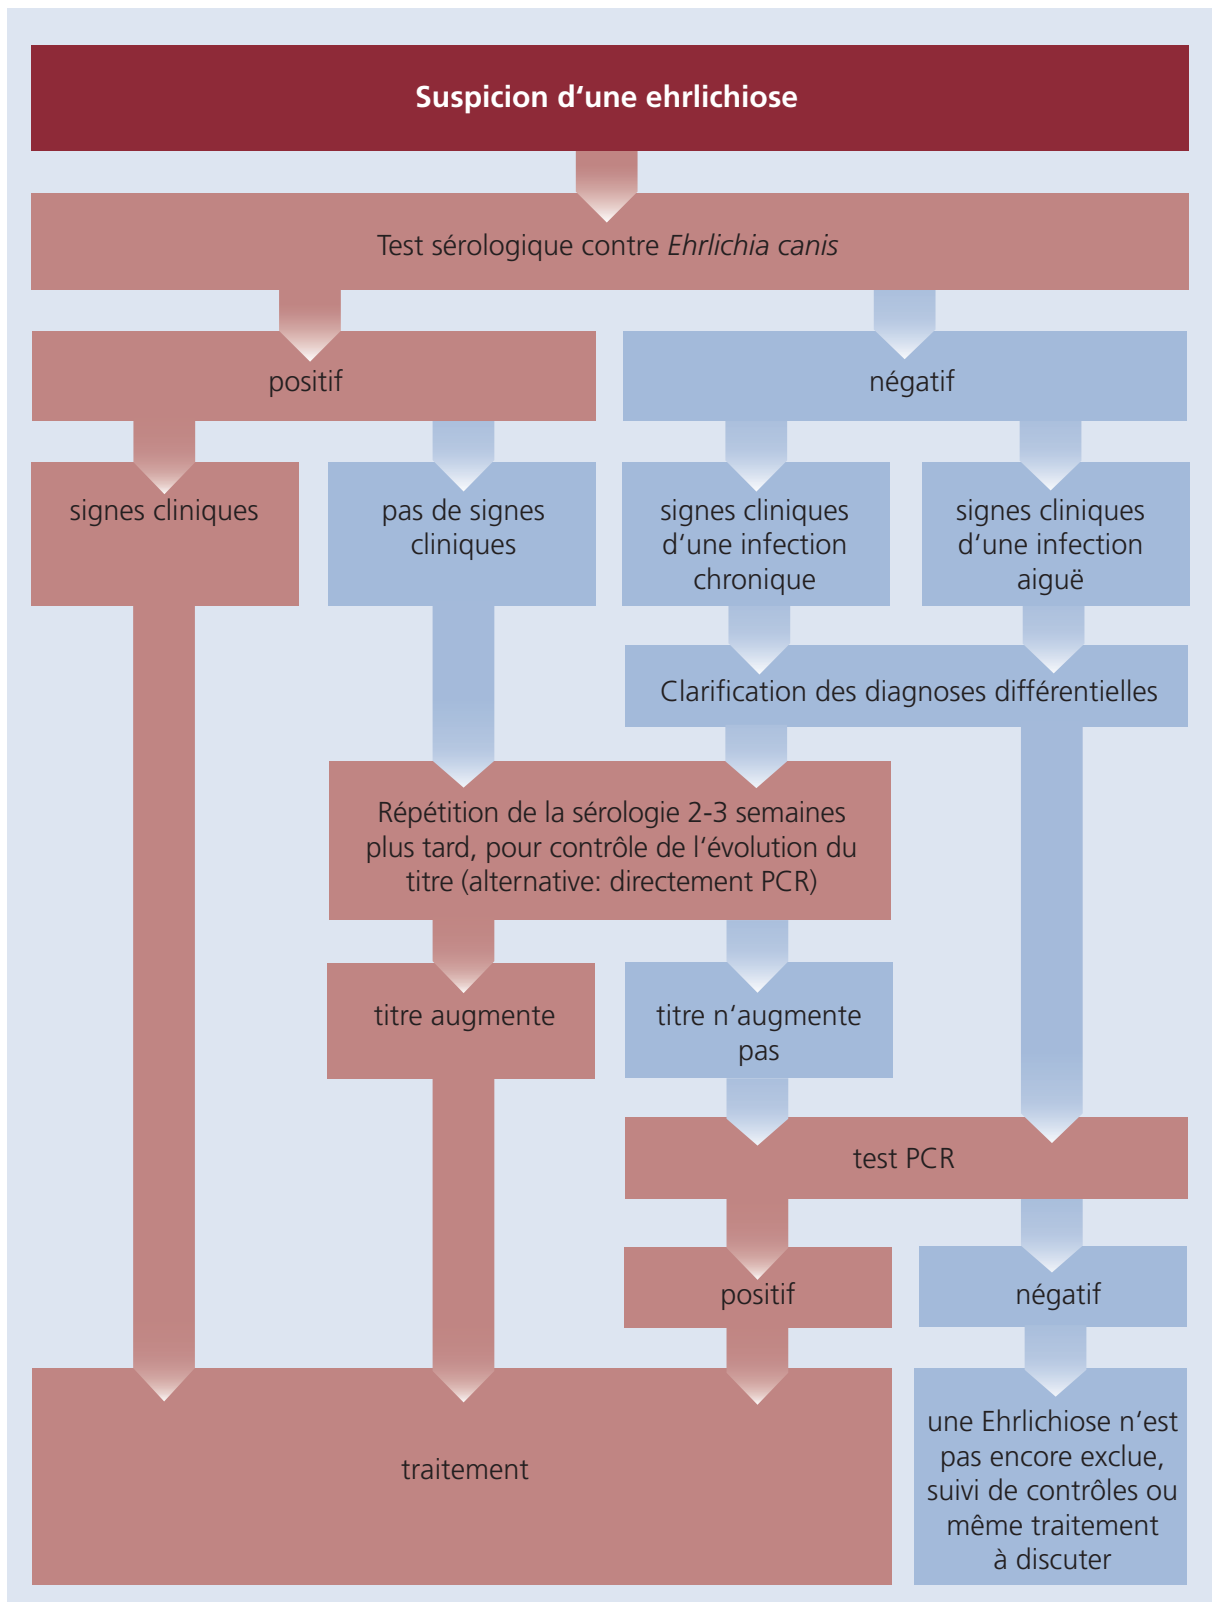 Suspicion d‘une ehrlichiose
Test sérologique contre Ehrlichia canis
positif
négatif
signes cliniques
pas de signes
cliniques
signes cliniques
d‘une infection
chronique
signes cliniques
d‘une infection
aiguë
Clarification des diagnoses différentielles
Répétition de la sérologie 2-3 semaines
plus tard, pour contrôle de l‘évolution du
titre (alternative: directement PCR)
titre augmente
titre n‘augmente
pas
test PCR
positif
négatif
traitement
une Ehrlichiose n‘est
pas encore exclue,
suivi de contrôles ou
même traitement
à discuter